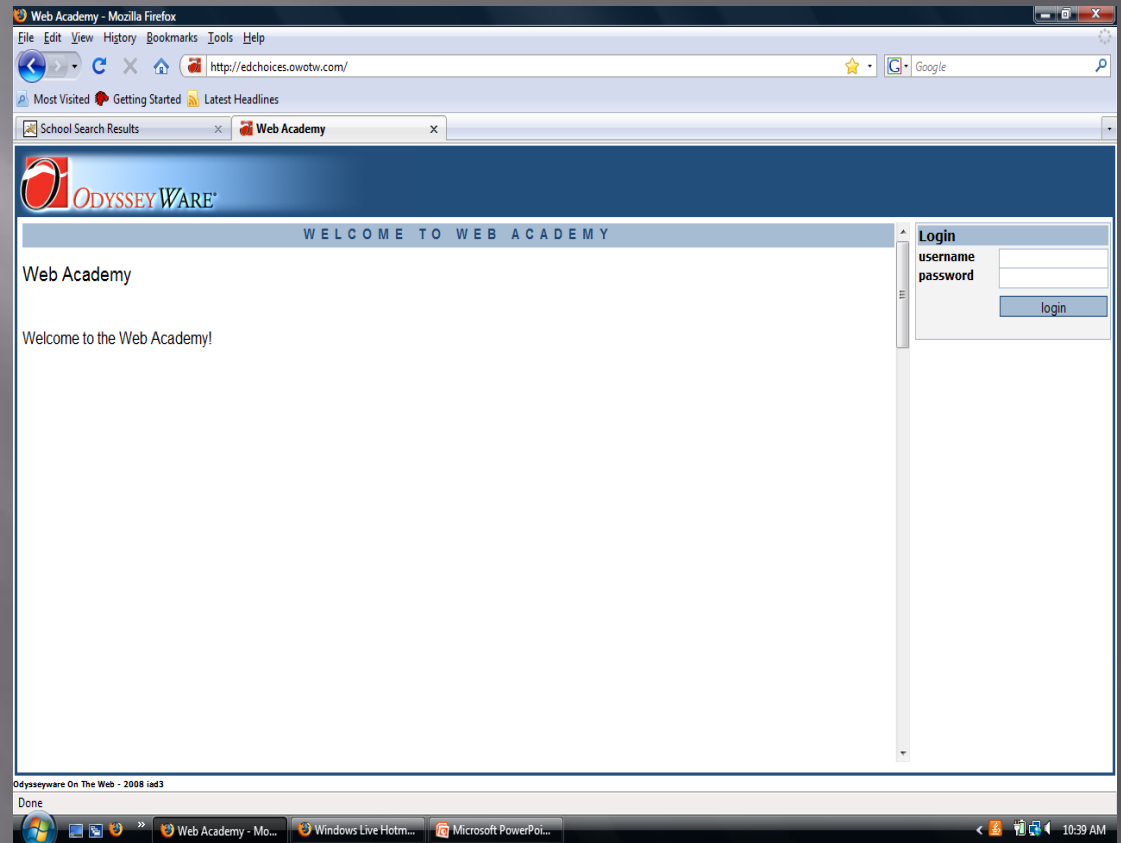 Web Academy - Mozilla Firefox
File Edit View History Bookmarks Tools Help
http://edchoices.owotw.com/
G Google
Most Visited Getting Started Latest Headlines
School Search Results x Web Academy x
ODYSSEYWARE®
WELCOME TO WEB ACADEMY
Login
username
password
login
Web Academy
Welcome to the Web Academy!
Odysseyware On The Web - 2008 iad3
Done
Web Academy - Mo... Windows Live Hotm... Microsoft PowerPoi... 10:39 AM